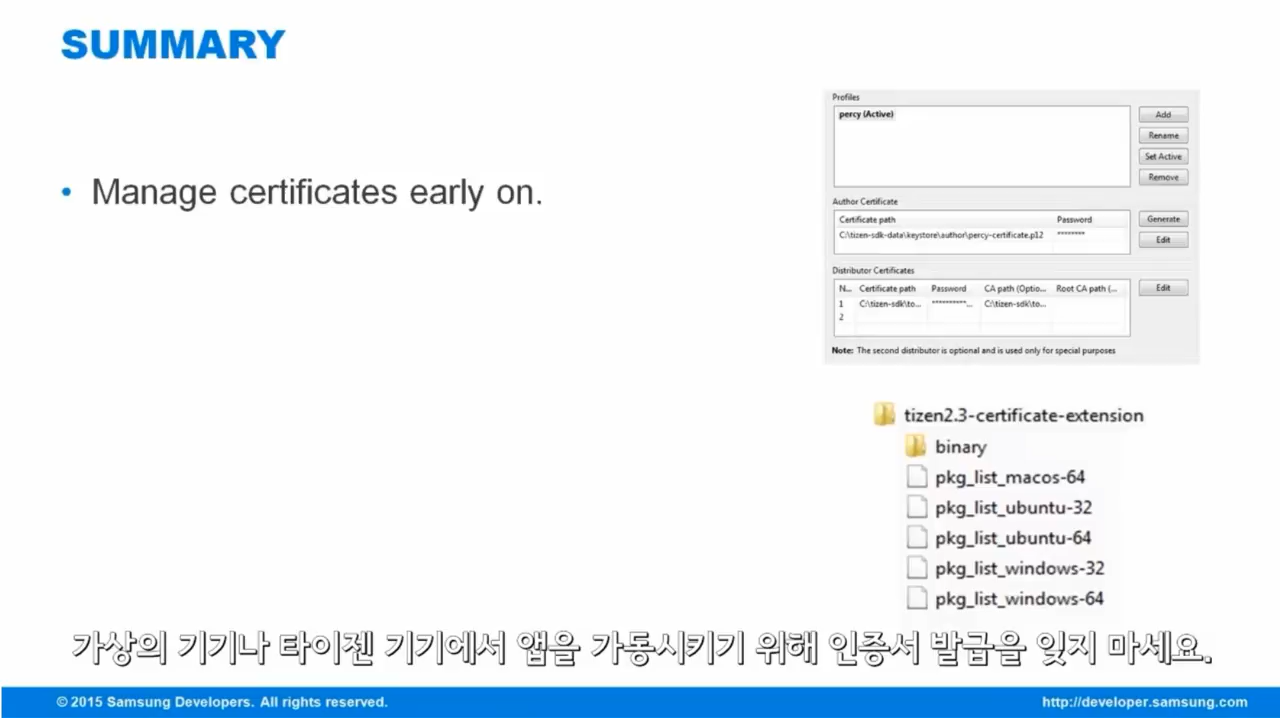 SUMMARY
• Manage certificates early on.
Profiles
percy (Active)
Add
Rename
Set Active
Remove
Author Certificate
Certificate path Password
C:\tizen-sdk-data\keystore\author\percy-certificate.p12 ********
Generate
Edit
Distributor Certificates
N... Certificate path Password CA path (Optio... Root CA path (...
1 C:\tizen-sdk\to... **********... C:\tizen-sdk\to...
2
Edit
Note: The second distributor is optional and is used only for special purposes
tizen2.3-certificate-extension
binary
pkg_list_macos-64
pkg_list_ubuntu-32
pkg_list_ubuntu-64
pkg_list_windows-32
pkg_list_windows-64
가상의 기기나 타이젠 기기에서 앱을 가동시키기 위해 인증서 발급을 잊지 마세요.
© 2015 Samsung Developers. All rights reserved.
http://developer.samsung.com